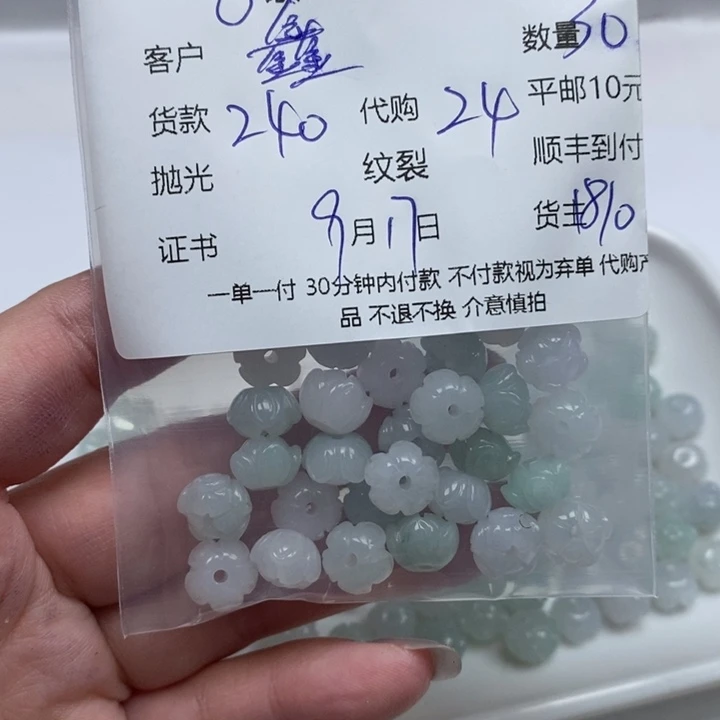 客户 鑫 数量 30
货款 240 代购 24 平邮10元
抛光 纹裂 顺丰到付
证书 9月17日 货主 810
一单一付 30分钟内付款 不付款视为弃单 代购产
品 不退不换 介意慎拍